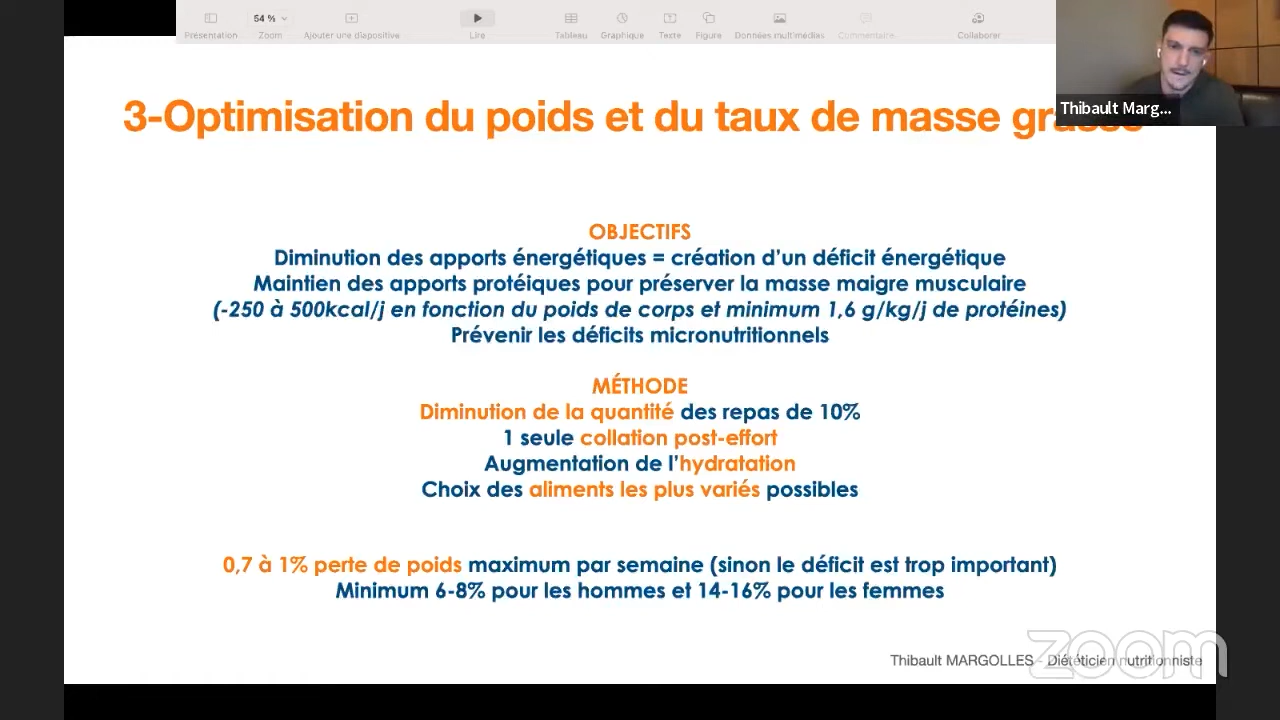 54 %
Présentation Zoom Ajouter une diapositive Lire Tableau Graphique Texte Figure Données multimédias Commentaire Collaborer
Thibault Marg...
3-Optimisation du poids et du taux de masse grasse
OBJECTIFS
Diminution des apports énergétiques = création d’un déficit énergétique
Maintien des apports protéiques pour préserver la masse maigre musculaire
(-250 à 500kcal/j en fonction du poids de corps et minimum 1,6 g/kg/j de protéines)
Prévenir les déficits micronutritionnels
MÉTHODE
Diminution de la quantité des repas de 10%
1 seule collation post-effort
Augmentation de l’hydratation
Choix des aliments les plus variés possibles
0,7 à 1% perte de poids maximum par semaine (sinon le déficit est trop important)
Minimum 6-8% pour les hommes et 14-16% pour les femmes
Thibault MARGOLLES - Diététicien nutritionniste
zoom